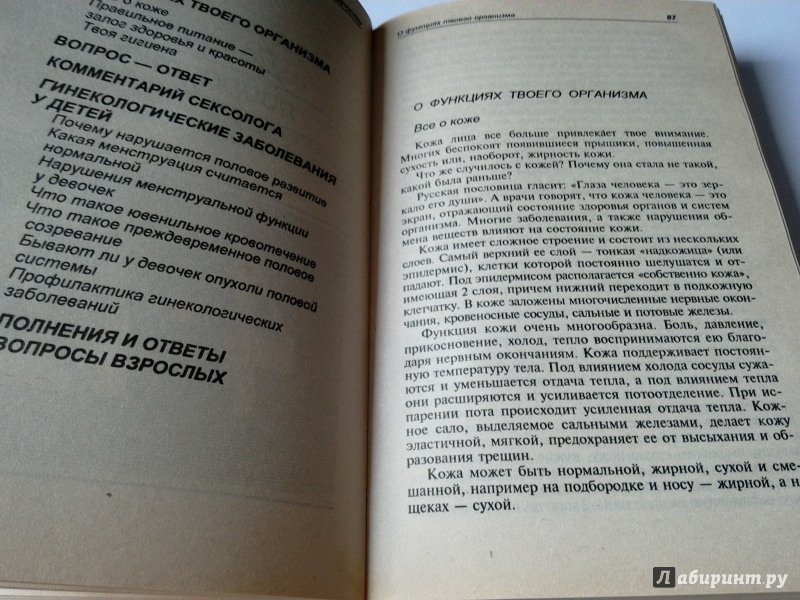 ЯХ ТВОЕГО ОРГАНИЗМА
о коже
Правильное питание —
залог здоровья и красоты
Твоя гигиена
ВОПРОС — ОТВЕТ
КОММЕНТАРИЙ СЕКСОЛОГА
ГИНЕКОЛОГИЧЕСКИЕ ЗАБОЛЕВАНИЯ
У ДЕТЕЙ
Почему нарушается половое развитие
Какая менструация считается
нормальной
Нарушения менструальной функции
у девочек
Что такое ювенильное кровотечение
Что такое преждевременное половое
созревание
Бывают ли у девочек опухоли половой
системы
Профилактика гинекологических
заболеваний
ПОЛНЕНИЯ И ОТВЕТЫ
ВОПРОСЫ ВЗРОСЛЫХ
О функциях твоего организма 87
О ФУНКЦИЯХ ТВОЕГО ОРГАНИЗМА
Все о коже
Кожа лица все больше привлекает твое внимание.
Многих беспокоят появившиеся прыщики, повышенная
сухость или, наоборот, жирность кожи.
Что же случилось с кожей? Почему она стала не такой,
какой была раньше?
Русская пословица гласит: «Глаза человека — это зер-
кало его души». А врачи говорят, что кожа человека — это
экран, отражающий состояние здоровья органов и систем
организма. Многие заболевания, а также нарушения об-
мена веществ влияют на состояние кожи.
Кожа имеет сложное строение и состоит из нескольких
слоев. Самый верхний ее слой — тонкая «надкожица» (или
эпидермис), клетки которой постоянно шелушатся и от-
падают. Под эпидермисом располагается «собственно кожа»,
имеющая 2 слоя, причем нижний переходит в подкожную
клетчатку. В коже заложены многочисленные нервные окон-
чания, кровеносные сосуды, сальные и потовые железы.
Функция кожи очень многообразна. Боль, давление,
прикосновение, холод, тепло воспринимаются ею благо-
даря нервным окончаниям. Кожа поддерживает постоян-
ную температуру тела. Под влиянием холода сосуды сужа-
ются и уменьшается отдача тепла, а под влиянием тепла
они расширяются и усиливается потоотделение. При ис-
парении пота происходит усиленная отдача тепла. Кож-
ное сало, выделяемое сальными железами, делает кожу
эластичной, мягкой, предохраняет ее от высыхания и об-
разования трещин.
Кожа может быть нормальной, жирной, сухой и сме-
шанной, например на подбородке и носу — жирной, а н
щеках — сухой.
Лабиринт.ру